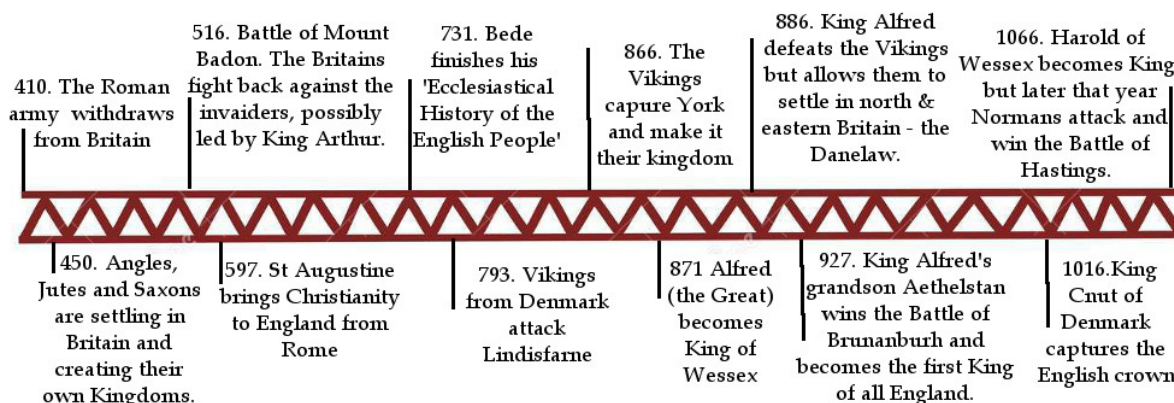 410. The Roman
army withdraws
from Britain
516. Battle of Mount
Badon. The Britains
fight back against the
invaiders, possibly
led by King Arthur.
731. Bede
finishes his
'Ecclesiastical
History of the
English People'
866. The
Vikings
capure York
and make it
their kingdom
886. King Alfred
defeats the Vikings
but allows them to
settle in north &
eastern Britain - the
Danelaw.
1066. Harold of
Wessex becomes King
but later that year
Normans attack and
win the Battle of
Hastings.
450. Angles,
Jutes and Saxons
are settling in
Britain and
creating their
own Kingdoms.
597. St Augustine
brings Christianity
to England from
Rome
793. Vikings
from Denmark
attack
Lindisfarne
871 Alfred
(the Great)
becomes
King of
Wessex
927. King Alfred's
grandson Aethelstan
wins the Battle of
Brunanburh and
becomes the first King
of all England.
1016.King
Cnut of
Denmark
captures the
English crown